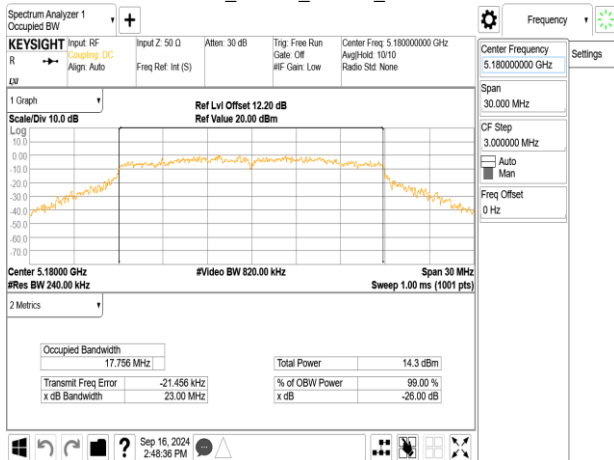 Spectrum Analyzer 1
Occupied BW
+
Frequency
KEYSIGHT
R
LXI
Input: RF
Coupling: DC
Align: Auto
Input Z: 50 Ω
Freq Ref: Int (S)
Atten: 30 dB
Trig: Free Run
Gate: Off
#IF Gain: Low
Center Freq: 5.180000000 GHz
Avg|Hold: 10/10
Radio Std: None
Center Frequency
5.180000000 GHz
Settings
Span
30.000 MHz
CF Step
3.000000 MHz
Auto
Man
Freq Offset
0 Hz
1 Graph
Scale/Div 10.0 dB
Ref Lvl Offset 12.20 dB
Ref Value 20.00 dBm
Log
10.0
0.00
-10.0
-20.0
-30.0
-40.0
-50.0
-60.0
-70.0
Center 5.18000 GHz
#Res BW 240.00 kHz
#Video BW 820.00 kHz
Span 30 MHz
Sweep 1.00 ms (1001 pts)
2 Metrics
Occupied Bandwidth
17.756 MHz
Total Power 14.3 dBm
Transmit Freq Error -21.456 kHz
% of OBW Power 99.00 %
x dB Bandwidth 23.00 MHz
x dB -26.00 dB
?
Sep 16, 2024
2:48:36 PM